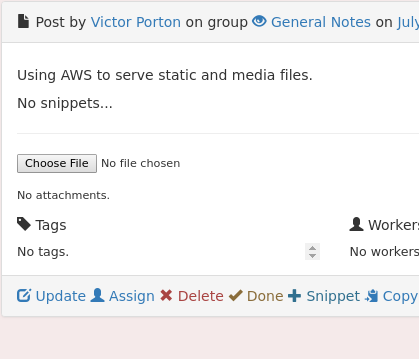 Post by Victor Porton on group General Notes on July
Using AWS to serve static and media files.
No snippets...
Choose File No file chosen
No attachments.
Tags Workers
No tags. No workers
Update Assign Delete Done Snippet Copy